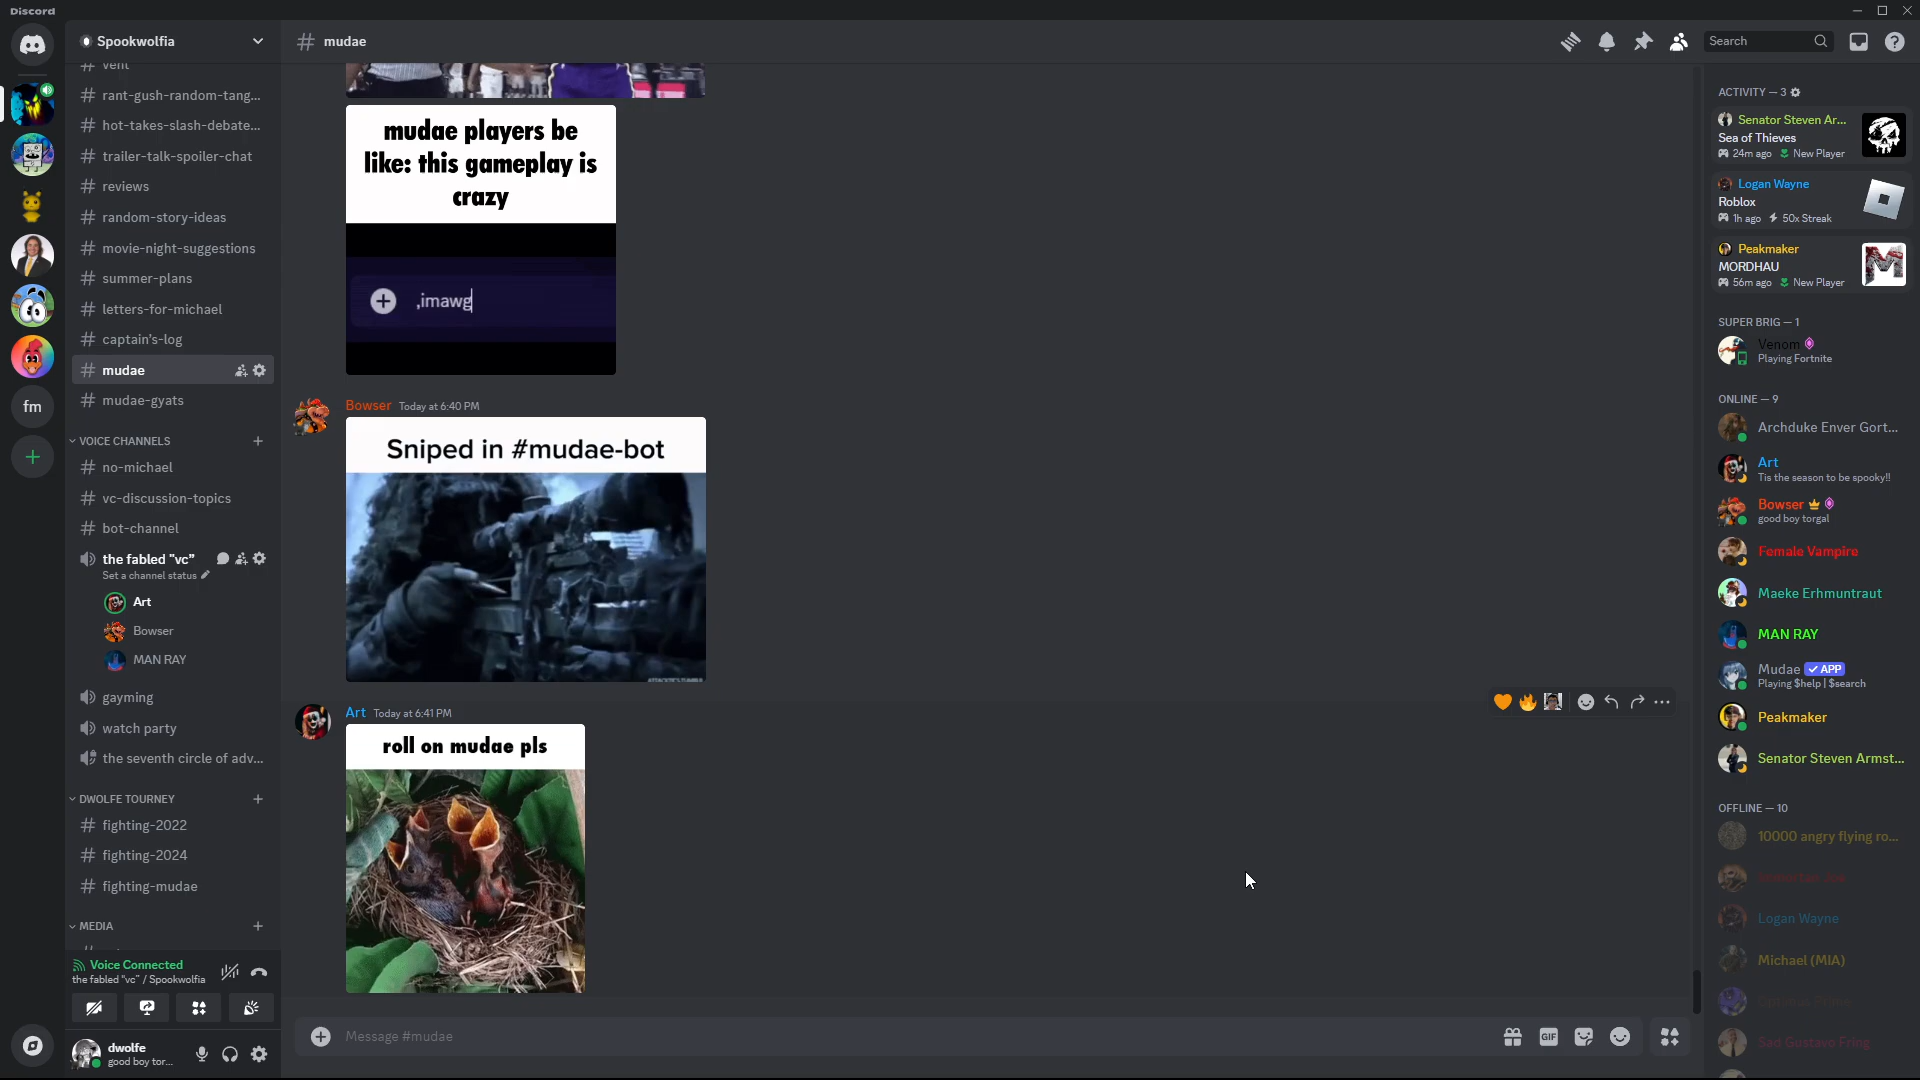 Discord
Spookwolfia
mudae
Search
vent
rant-gush-random-tang...
hot-takes-slash-debate...
trailer-talk-spoiler-chat
reviews
random-story-ideas
movie-night-suggestions
summer-plans
letters-for-michael
captain's-log
mudae
mudae-gyats
VOICE CHANNELS
no-michael
vc-discussion-topics
bot-channel
the fabled "vc"
Set a channel status
Art
Bowser
MAN RAY
gayming
watch party
the seventh circle of adv...
DWOLFE TOURNEY
fighting-2022
fighting-2024
fighting-mudae
MEDIA
Voice Connected
the fabled "vc" / Spookwolfia
dwolfe
good boy tor...
fm
mudae players be
like: this gameplay is
crazy
,imawg
Bowser Today at 6:40 PM
Sniped in #mudae-bot
Art Today at 6:41 PM
roll on mudae pls
Message #mudae
GIF
ACTIVITY — 3
Senator Steven Ar...
Sea of Thieves
24m ago New Player
Logan Wayne
Roblox
1h ago 50x Streak
Peakmaker
MORDHAU
56m ago New Player
SUPER BRIG — 1
Venom
Playing Fortnite
ONLINE — 9
Archduke Enver Gort...
Art
Tis the season to be spooky!!
Bowser
good boy torgal
Female Vampire
Maeke Erhmuntraut
MAN RAY
Mudae APP
Playing $help | $search
Peakmaker
Senator Steven Armst...
OFFLINE — 10
10000 angry flying ro...
Logan Wayne
Michael (MIA)
Sad Gustavo Fring